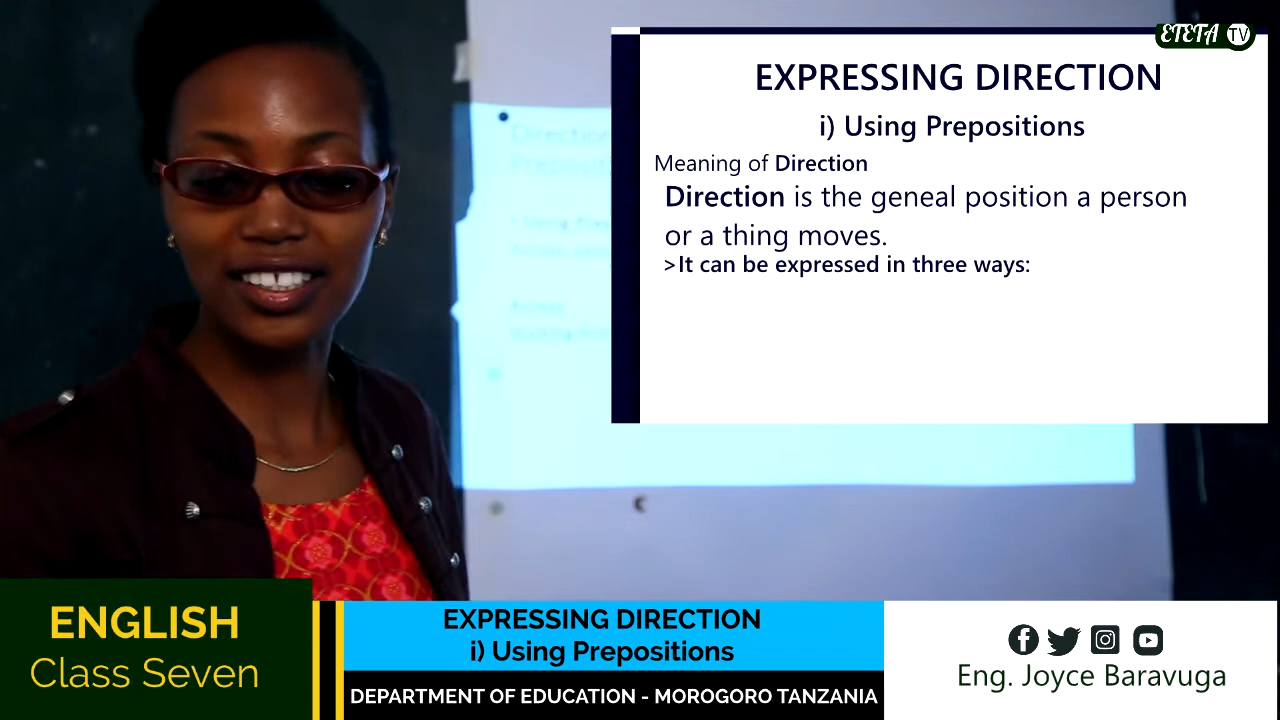 ETETA TV
EXPRESSING DIRECTION
i) Using Prepositions
Meaning of Direction
Direction is the geneal position a person
or a thing moves.
>It can be expressed in three ways:
Direction
ENGLISH
Class Seven
EXPRESSING DIRECTION
i) Using Prepositions
DEPARTMENT OF EDUCATION - MOROGORO TANZANIA
Eng. Joyce Baravuga